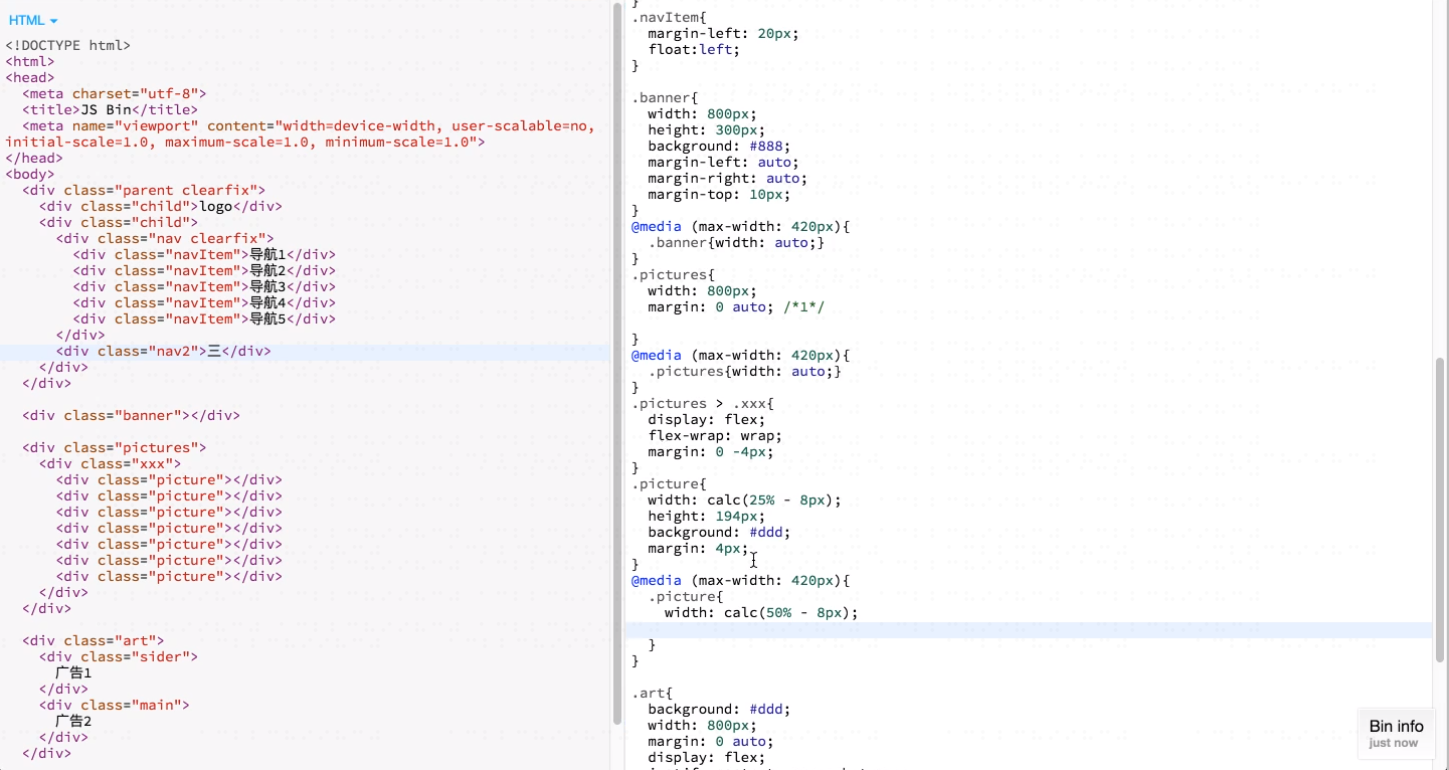 HTML
<!DOCTYPE html>
<html>
<head>
<meta charset="utf-8">
<title>JS Bin</title>
<meta name="viewport" content="width=device-width, user-scalable=no,
initial-scale=1.0, maximum-scale=1.0, minimum-scale=1.0">
</head>
<body>
<div class="parent clearfix">
<div class="child">logo</div>
<div class="child">
<div class="nav clearfix">
<div class="navItem">导航1</div>
<div class="navItem">导航2</div>
<div class="navItem">导航3</div>
<div class="navItem">导航4</div>
<div class="navItem">导航5</div>
</div>
<div class="nav2">三</div>
</div>
</div>
<div class="banner"></div>
<div class="pictures">
<div class="xxx">
<div class="picture"></div>
<div class="picture"></div>
<div class="picture"></div>
<div class="picture"></div>
<div class="picture"></div>
<div class="picture"></div>
<div class="picture"></div>
</div>
</div>
<div class="art">
<div class="sider">
广告1
</div>
<div class="main">
广告2
</div>
</div>
}
.navItem{
margin-left: 20px;
float:left;
}
.banner{
width: 800px;
height: 300px;
background: #888;
margin-left: auto;
margin-right: auto;
margin-top: 10px;
}
@media (max-width: 420px){
.banner{width: auto;}
}
.pictures{
width: 800px;
margin: 0 auto; /*1*/
}
@media (max-width: 420px){
.pictures{width: auto;}
}
.pictures > .xxx{
display: flex;
flex-wrap: wrap;
margin: 0 -4px;
}
.picture{
width: calc(25% - 8px);
height: 194px;
background: #ddd;
margin: 4px;
}
@media (max-width: 420px){
.picture{
width: calc(50% - 8px);
}
}
.art{
background: #ddd;
width: 800px;
margin: 0 auto;
display: flex;
Bin info
just now